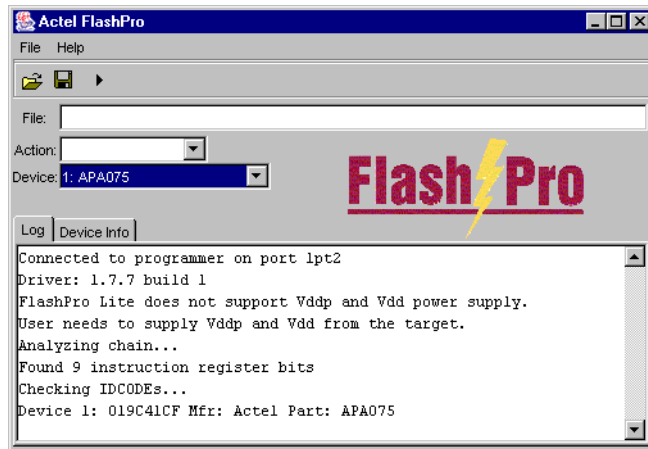 Actel FlashPro
File Help
File:
Action:
Device: 1: APA075
Flash Pro
Log Device Info
Connected to programmer on port lpt2
Driver: 1.7.7 build 1
FlashPro Lite does not support Vddp and Vdd power supply.
User needs to supply Vddp and Vdd from the target.
Analyzing chain...
Found 9 instruction register bits
Checking IDCODEs...
Device 1: 019C41CF Mfr: Actel Part: APA075